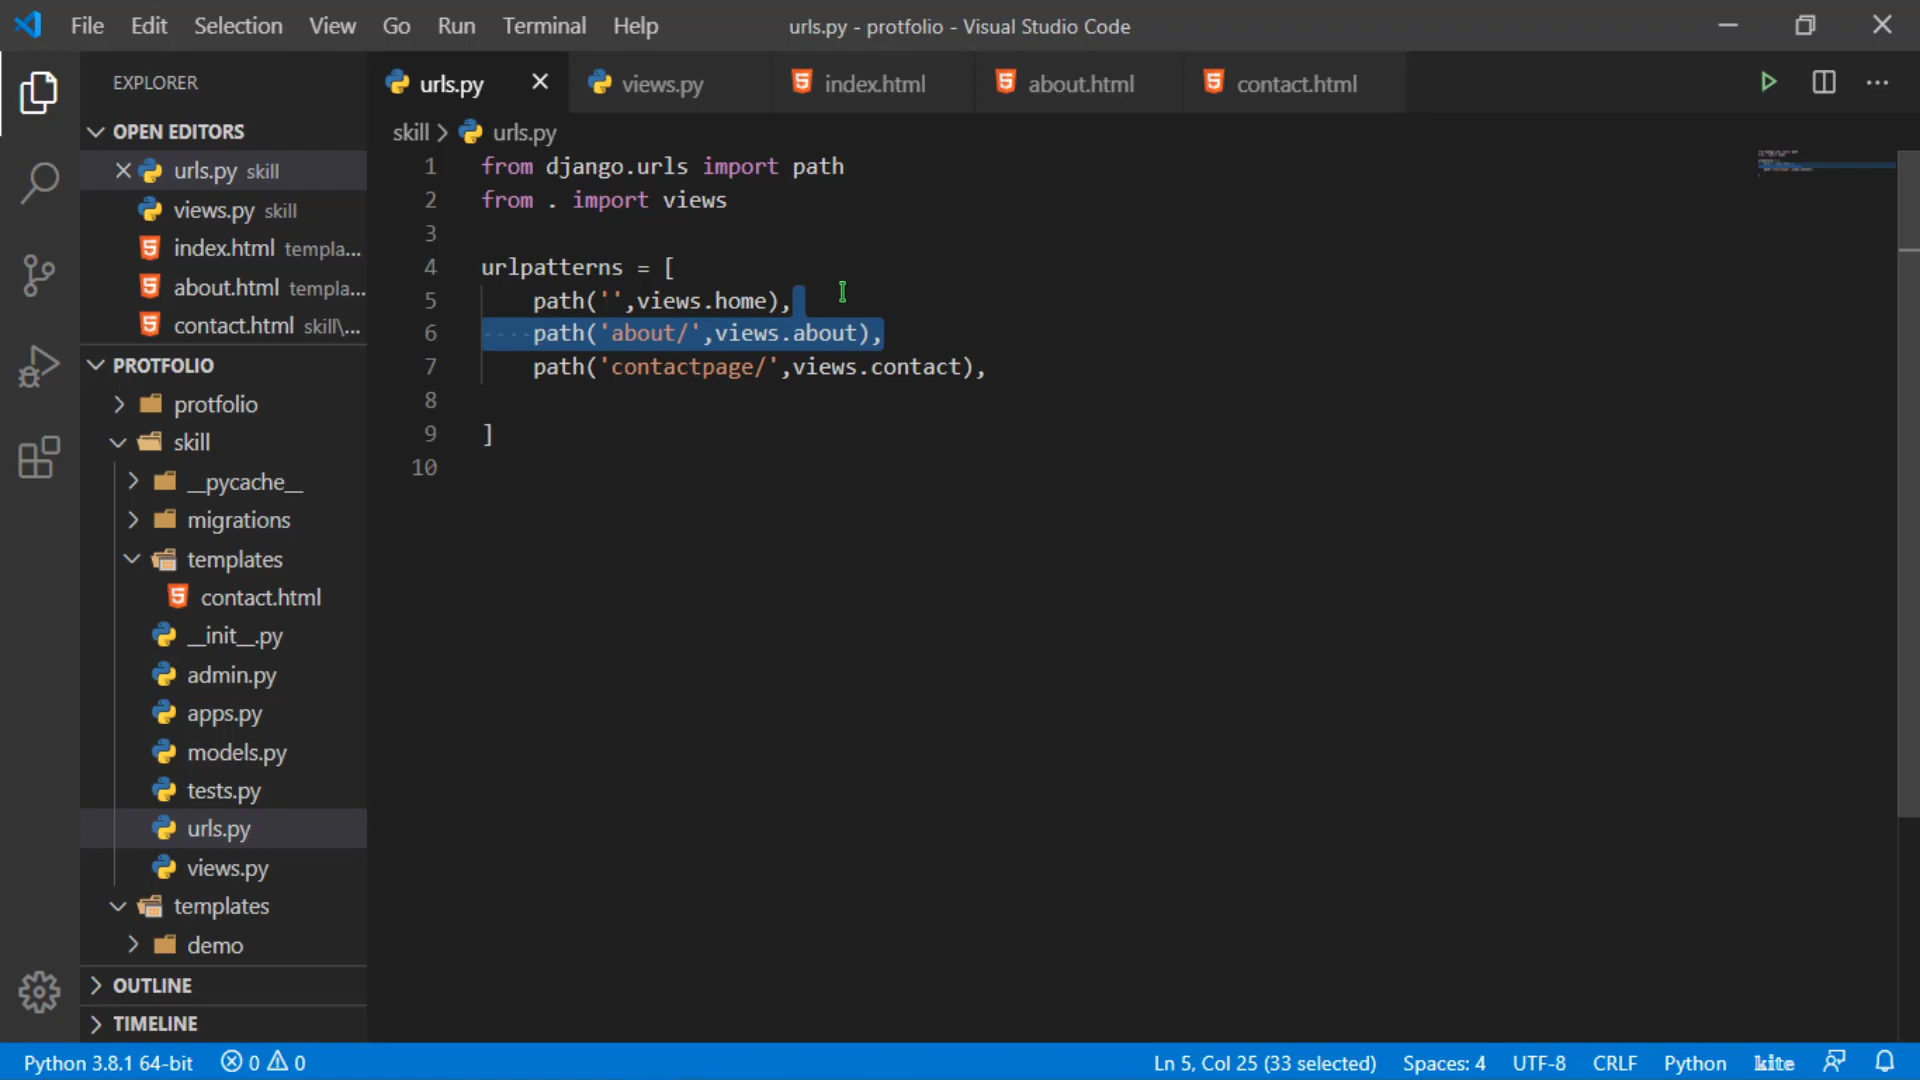 File Edit Selection View Go Run Terminal Help urls.py - protfolio - Visual Studio Code
EXPLORER
OPEN EDITORS
urls.py skill
views.py skill
index.html templa...
about.html templa...
contact.html skill\...
PROTFOLIO
protfolio
skill
__pycache__
migrations
templates
contact.html
__init__.py
admin.py
apps.py
models.py
tests.py
urls.py
views.py
templates
demo
OUTLINE
TIMELINE
urls.py views.py index.html about.html contact.html
skill > urls.py
1 from django.urls import path
2 from . import views
3
4 urlpatterns = [
5 path('',views.home),
6 path('about/',views.about),
7 path('contactpage/',views.contact),
8
9 ]
10
Python 3.8.1 64-bit 0 0 Ln 5, Col 25 (33 selected) Spaces: 4 UTF-8 CRLF Python kite